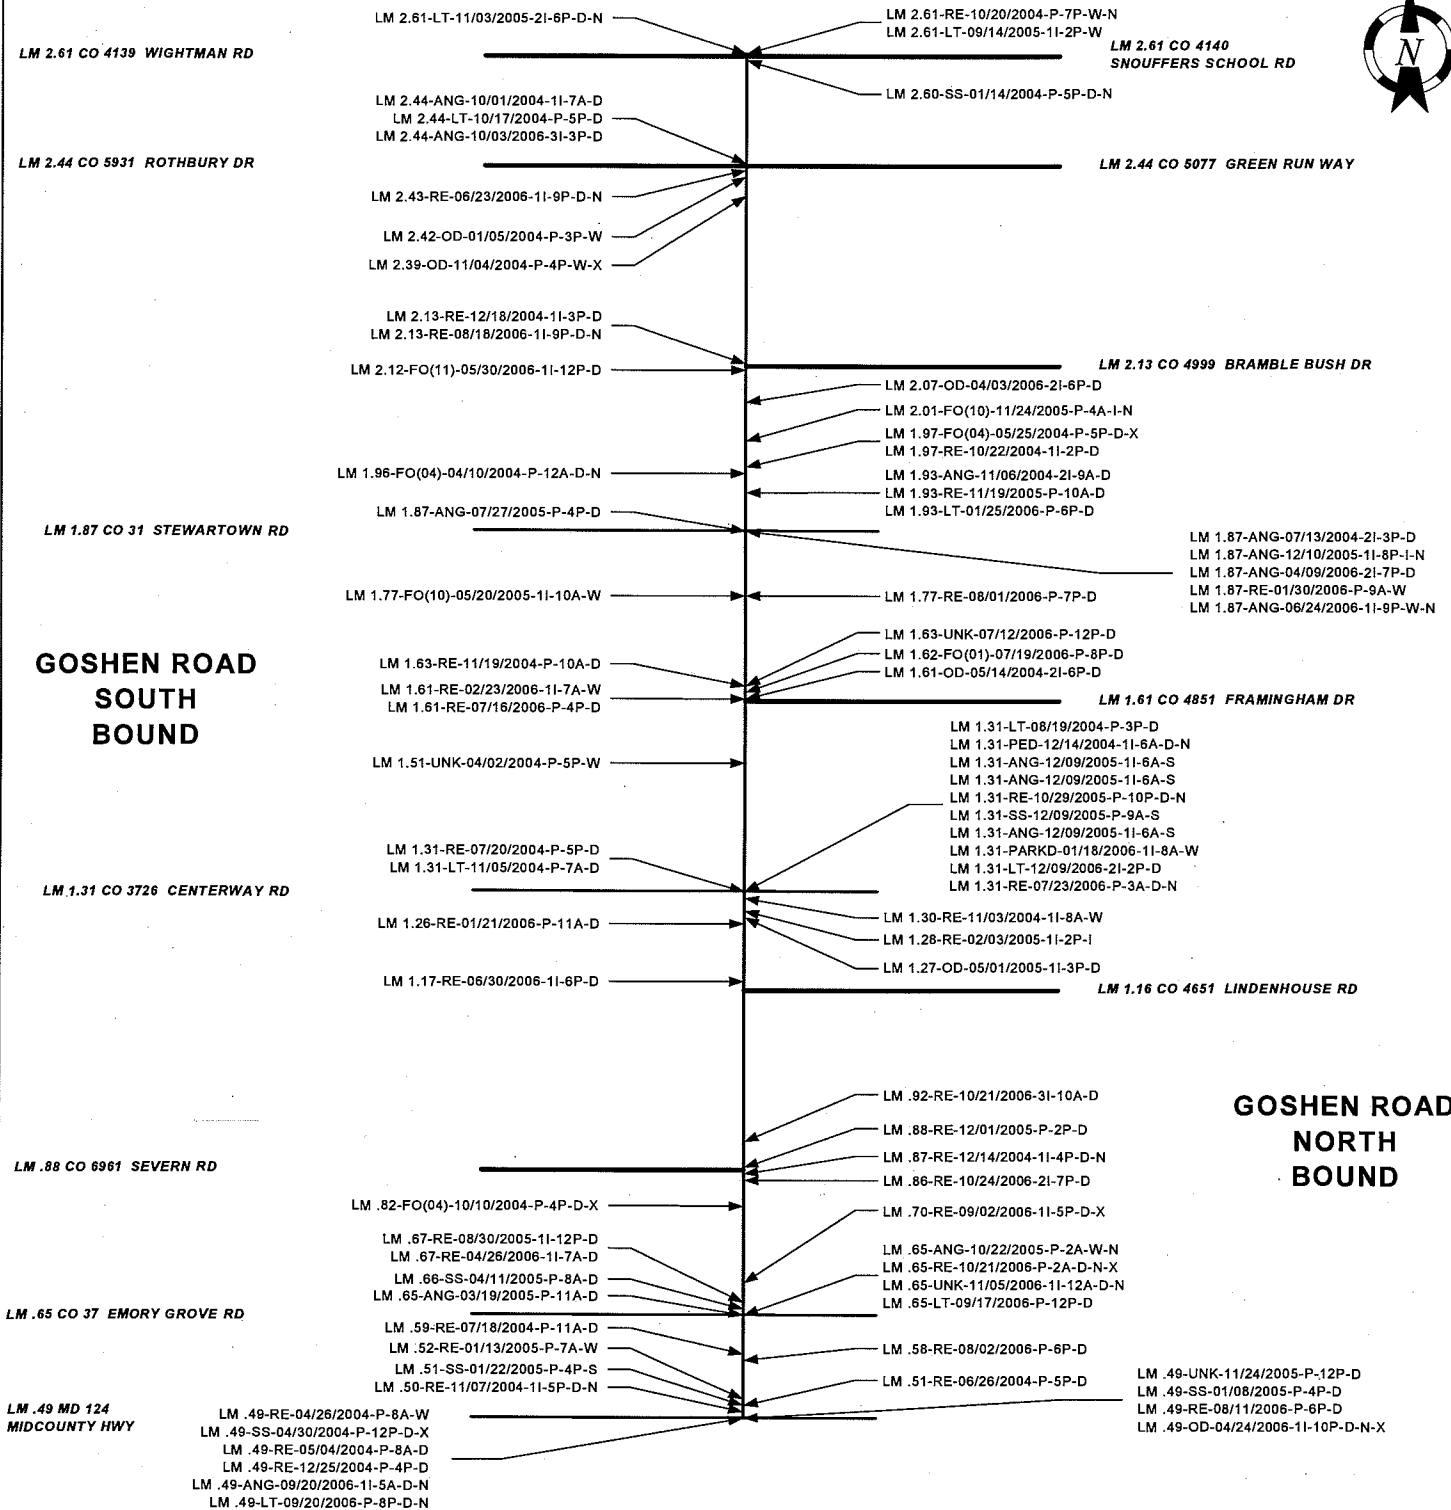 LM 2.61-LT-11/03/2005-2I-6P-D-N
LM 2.61-RE-10/20/2004-P-7P-W-N
LM 2.61-LT-09/14/2005-1I-2P-W
LM 2.61 CO 4139 WIGHTMAN RD
LM 2.61 CO 4140
SNOUFFERS SCHOOL RD
N
LM 2.60-SS-01/14/2004-P-5P-D-N
LM 2.44-ANG-10/01/2004-1I-7A-D
LM 2.44-LT-10/17/2004-P-5P-D
LM 2.44-ANG-10/03/2006-3I-3P-D
LM 2.44 CO 5931 ROTHBURY DR
LM 2.44 CO 5077 GREEN RUN WAY
LM 2.43-RE-06/23/2006-1I-9P-D-N
LM 2.42-OD-01/05/2004-P-3P-W
LM 2.39-OD-11/04/2004-P-4P-W-X
LM 2.13-RE-12/18/2004-1I-3P-D
LM 2.13-RE-08/18/2006-1I-9P-D-N
LM 2.12-FO(11)-05/30/2006-1I-12P-D
LM 2.13 CO 4999 BRAMBLE BUSH DR
LM 2.07-OD-04/03/2006-2I-6P-D
LM 2.01-FO(10)-11/24/2005-P-4A-I-N
LM 1.97-FO(04)-05/25/2004-P-5P-D-X
LM 1.97-RE-10/22/2004-1I-2P-D
LM 1.96-FO(04)-04/10/2004-P-12A-D-N
LM 1.93-ANG-11/06/2004-2I-9A-D
LM 1.93-RE-11/19/2005-P-10A-D
LM 1.93-LT-01/25/2006-P-6P-D
LM 1.87-ANG-07/27/2005-P-4P-D
LM 1.87 CO 31 STEWARTOWN RD
LM 1.87-ANG-07/13/2004-2I-3P-D
LM 1.87-ANG-12/10/2005-1I-8P-I-N
LM 1.87-ANG-04/09/2006-2I-7P-D
LM 1.87-RE-01/30/2006-P-9A-W
LM 1.87-ANG-06/24/2006-1I-9P-W-N
LM 1.77-FO(10)-05/20/2005-1I-10A-W
LM 1.77-RE-08/01/2006-P-7P-D
GOSHEN ROAD
SOUTH
BOUND
LM 1.63-UNK-07/12/2006-P-12P-D
LM 1.62-FO(01)-07/19/2006-P-8P-D
LM 1.61-OD-05/14/2004-2I-6P-D
LM 1.63-RE-11/19/2004-P-10A-D
LM 1.61-RE-02/23/2006-1I-7A-W
LM 1.61-RE-07/16/2006-P-4P-D
LM 1.61 CO 4851 FRAMINGHAM DR
LM 1.51-UNK-04/02/2004-P-5P-W
LM 1.31-LT-08/19/2004-P-3P-D
LM 1.31-PED-12/14/2004-1I-6A-D-N
LM 1.31-ANG-12/09/2005-1I-6A-S
LM 1.31-ANG-12/09/2005-1I-6A-S
LM 1.31-RE-10/29/2005-P-10P-D-N
LM 1.31-SS-12/09/2005-P-9A-S
LM 1.31-ANG-12/09/2005-1I-6A-S
LM 1.31-PARKD-01/18/2006-1I-8A-W
LM 1.31-LT-12/09/2006-2I-2P-D
LM 1.31-RE-07/23/2006-P-3A-D-N
LM 1.31-RE-07/20/2004-P-5P-D
LM 1.31-LT-11/05/2004-P-7A-D
LM 1.31 CO 3726 CENTERWAY RD
LM 1.30-RE-11/03/2004-1I-8A-W
LM 1.28-RE-02/03/2005-1I-2P-I
LM 1.27-OD-05/01/2005-1I-3P-D
LM 1.26-RE-01/21/2006-P-11A-D
LM 1.17-RE-06/30/2006-1I-6P-D
LM 1.16 CO 4651 LINDENHOUSE RD
GOSHEN ROAD
NORTH
BOUND
LM .92-RE-10/21/2006-3I-10A-D
LM .88-RE-12/01/2005-P-2P-D
LM .87-RE-12/14/2004-1I-4P-D-N
LM .86-RE-10/24/2006-2I-7P-D
LM .88 CO 6961 SEVERN RD
LM .82-FO(04)-10/10/2004-P-4P-D-X
LM .70-RE-09/02/2006-1I-5P-D-X
LM .67-RE-08/30/2005-1I-12P-D
LM .67-RE-04/26/2006-1I-7A-D
LM .66-SS-04/11/2005-P-8A-D
LM .65-ANG-03/19/2005-P-11A-D
LM .65-ANG-10/22/2005-P-2A-W-N
LM .65-RE-10/21/2006-P-2A-D-N-X
LM .65-UNK-11/05/2006-1I-12A-D-N
LM .65-LT-09/17/2006-P-12P-D
LM .65 CO 37 EMORY GROVE RD
LM .59-RE-07/18/2004-P-11A-D
LM .52-RE-01/13/2005-P-7A-W
LM .51-SS-01/22/2005-P-4P-S
LM .50-RE-11/07/2004-1I-5P-D-N
LM .58-RE-08/02/2006-P-6P-D
LM .51-RE-06/26/2004-P-5P-D
LM .49 MD 124
MIDCOUNTY HWY
LM .49-UNK-11/24/2005-P-12P-D
LM .49-SS-01/08/2005-P-4P-D
LM .49-RE-08/11/2006-P-6P-D
LM .49-OD-04/24/2006-1I-10P-D-N-X
LM .49-RE-04/26/2004-P-8A-W
LM .49-SS-04/30/2004-P-12P-D-X
LM .49-RE-05/04/2004-P-8A-D
LM .49-RE-12/25/2004-P-4P-D
LM .49-ANG-09/20/2006-1I-5A-D-N
LM .49-LT-09/20/2006-P-8P-D-N